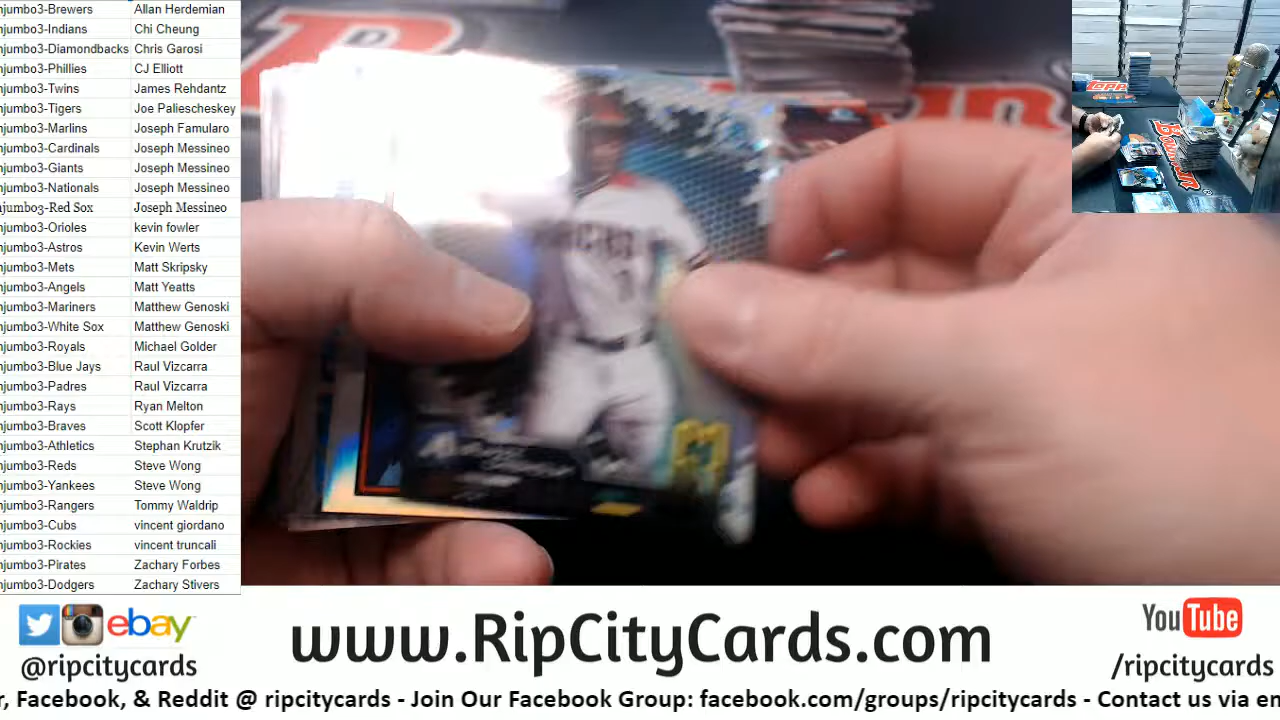 njumbo3-Brewers Allan Herdemian
njumbo3-Indians Chi Cheung
njumbo3-Diamondbacks Chris Garosi
njumbo3-Phillies CJ Elliott
njumbo3-Twins James Rehdantz
njumbo3-Tigers Joe Paliescheskey
njumbo3-Marlins Joseph Famularo
njumbo3-Cardinals Joseph Messineo
njumbo3-Giants Joseph Messineo
njumbo3-Nationals Joseph Messineo
njumbo3-Red Sox Joseph Messineo
njumbo3-Orioles kevin fowler
njumbo3-Astros Kevin Werts
njumbo3-Mets Matt Skripsky
njumbo3-Angels Matt Yeatts
njumbo3-Mariners Matthew Genoski
njumbo3-White Sox Matthew Genoski
njumbo3-Royals Michael Golder
njumbo3-Blue Jays Raul Vizcarra
njumbo3-Padres Raul Vizcarra
njumbo3-Rays Ryan Melton
njumbo3-Braves Scott Klopfer
njumbo3-Athletics Stephan Krutzik
njumbo3-Reds Steve Wong
njumbo3-Yankees Steve Wong
njumbo3-Rangers Tommy Waldrip
njumbo3-Cubs vincent giordano
njumbo3-Rockies vincent truncali
njumbo3-Pirates Zachary Forbes
njumbo3-Dodgers Zachary Stivers
TOPPS
Bowman
ebay
@ripcitycards
www.RipCityCards.com
YouTube
/ripcitycards
r, Facebook, & Reddit @ ripcitycards - Join Our Facebook Group: facebook.com/groups/ripcitycards - Contact us via em